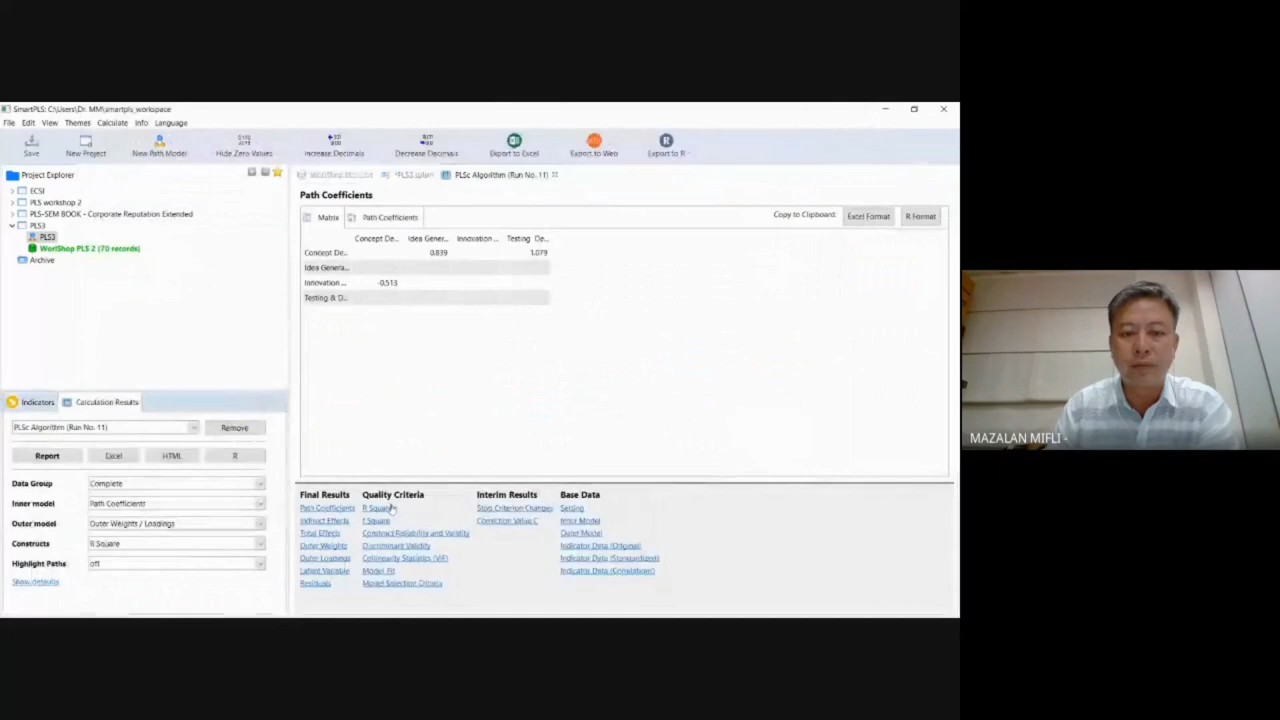 SmartPLS: C:\Users\Dr. MM\smartpls_workspace
File Edit View Themes Calculate Info Language
Save New Project New Path Model Hide Zero Values Increase Decimals Decrease Decimals Export to Excel Export to Web Export to R
Project Explorer
ECSI
PLS workshop 2
PLS-SEM BOOK - Corporate Reputation Extended
PLS3
PLS3
WorlShop PLS 2 (70 records)
Archive
Indicators Calculation Results
PLSc Algorithm (Run No. 11) Remove
Report Excel HTML R
Data Group Complete
Inner model Path Coefficients
Outer model Outer Weights / Loadings
Constructs R Square
Highlight Paths off
Show defaults
*PLS3.splsm PLSc Algorithm (Run No. 11)
Path Coefficients
Matrix Path Coefficients Copy to Clipboard: Excel Format R Format
Concept De... Idea Gener... Innovation ... Testing De...
Concept De... 0.839 1.079
Idea Genera...
Innovation ... -0.513
Testing & D...
Final Results Quality Criteria Interim Results Base Data
Path Coefficients R Square Stop Criterion Changes Setting
Indirect Effects f Square Correction Value C Inner Model
Total Effects Construct Reliability and Validity Outer Model
Outer Weights Discriminant Validity Indicator Data (Original)
Outer Loadings Collinearity Statistics (VIF) Indicator Data (Standardized)
Latent Variable Model_Fit Indicator Data (Correlations)
Residuals Model Selection Criteria
MAZALAN MIFLI -